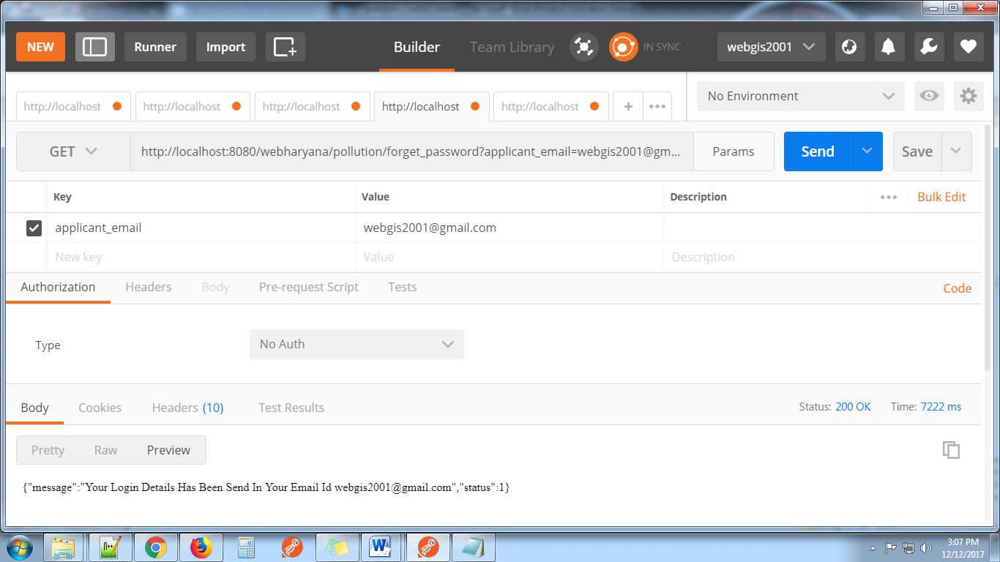 NEW
Runner
Import
Builder
Team Library
IN SYNC
webgis2001
http://localhost
http://localhost
http://localhost
http://localhost
http://localhost
+
•••
No Environment
GET
http://localhost:8080/webharyana/pollution/forget_password?applicant_email=webgis2001@gm...
Params
Send
Save
Key
Value
Description
•••
Bulk Edit
applicant_email
webgis2001@gmail.com
New key
Value
Description
Authorization
Headers
Body
Pre-request Script
Tests
Code
Type
No Auth
Body
Cookies
Headers (10)
Test Results
Status: 200 OK
Time: 7222 ms
Pretty
Raw
Preview
{"message":"Your Login Details Has Been Send In Your Email Id webgis2001@gmail.com","status":1}
3:07 PM
12/12/2017